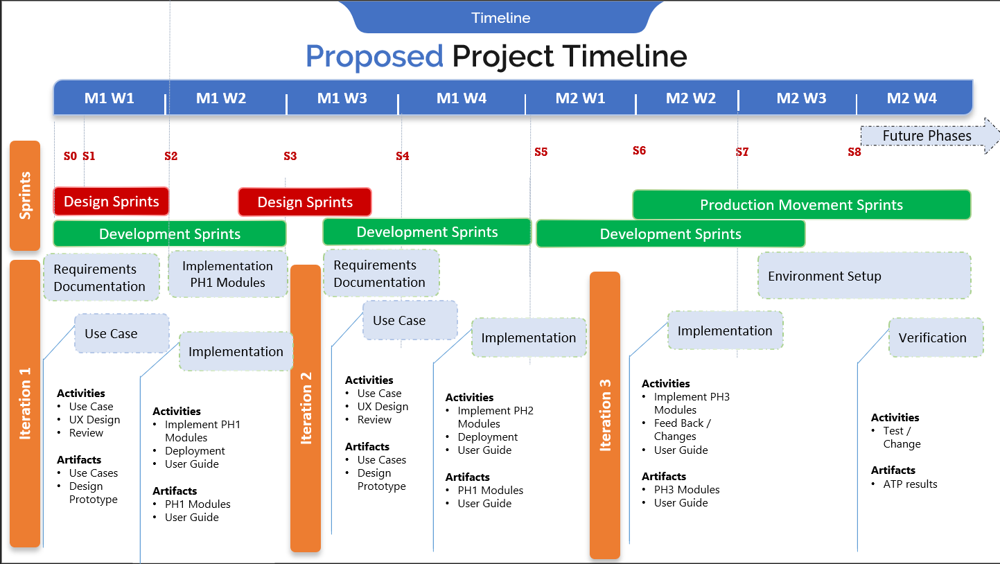 Timeline
Proposed Project Timeline
M1 W1
M1 W2
M1 W3
M1 W4
M2 W1
M2 W2
M2 W3
M2 W4
Future Phases
Sprints
S0
S1
S2
S3
S4
S5
S6
S7
S8
Design Sprints
Design Sprints
Production Movement Sprints
Development Sprints
Development Sprints
Development Sprints
Iteration 1
Requirements
Documentation
Implementation
PH1 Modules
Use Case
Implementation
Activities
• Use Case
• UX Design
• Review
Artifacts
• Use Cases
• Design
Prototype
Activities
• Implement PH1
Modules
• Deployment
• User Guide
Artifacts
• PH1 Modules
• User Guide
Iteration 2
Requirements
Documentation
Use Case
Implementation
Activities
• Use Case
• UX Design
• Review
Artifacts
• Use Cases
• Design
Prototype
Activities
• Implement PH2
Modules
• Deployment
• User Guide
Artifacts
• PH1 Modules
• User Guide
Iteration 3
Environment Setup
Implementation
Verification
Activities
• Implement PH3
Modules
• Feed Back /
Changes
• User Guide
Artifacts
• PH3 Modules
• User Guide
Activities
• Test /
Change
Artifacts
• ATP results